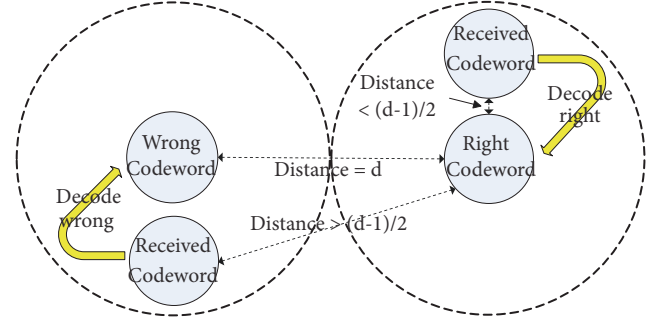 Received
Codeword
Distance
< (d-1)/2
Decode
right
Wrong
Codeword
Right
Codeword
Distance = d
Decode
wrong
Distance > (d-1)/2
Received
Codeword